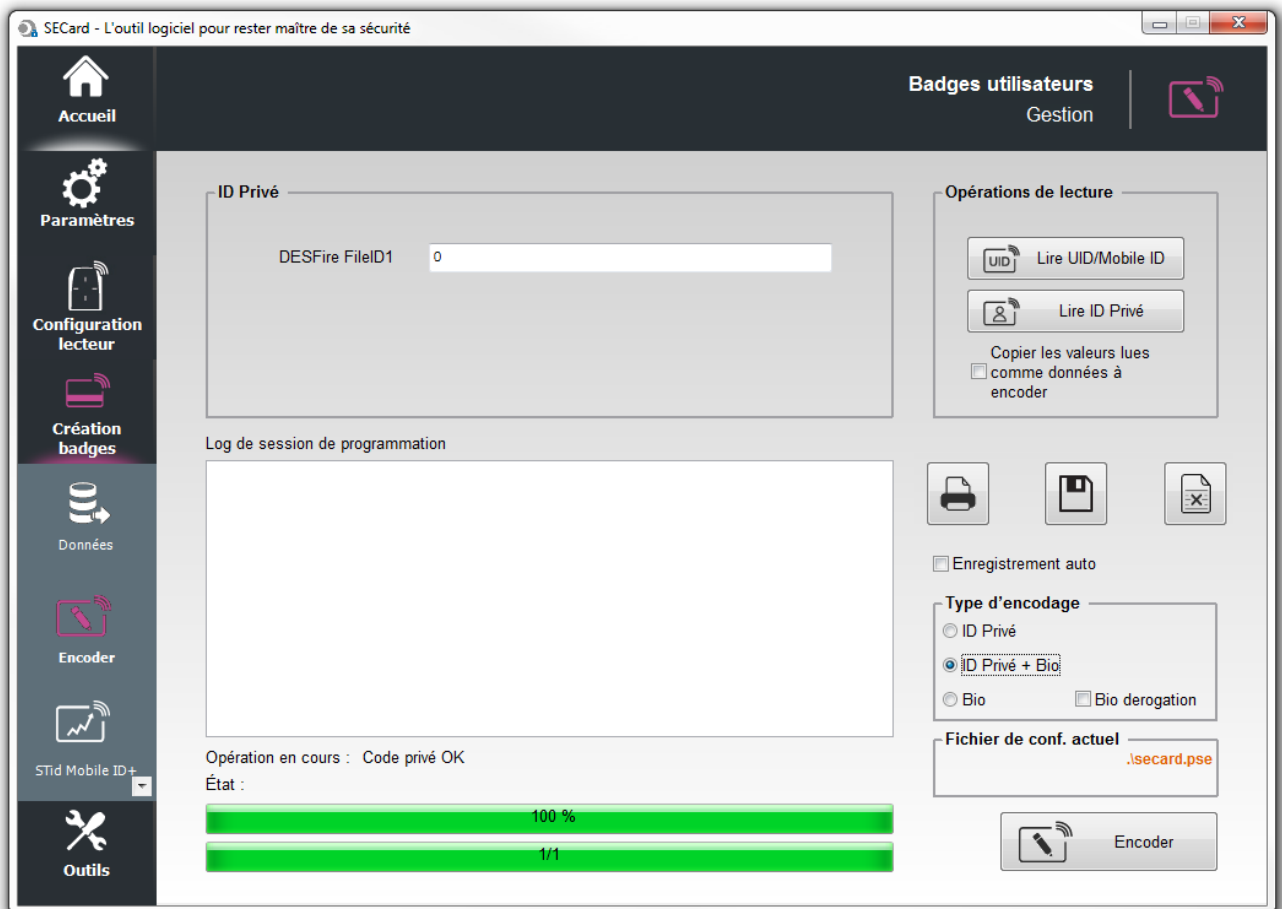 SECard - L'outil logiciel pour rester maître de sa sécurité
Accueil
Badges utilisateurs
Gestion
Paramètres
Configuration
lecteur
Création
badges
Données
Encoder
STid Mobile ID+
Outils
ID Privé
DESFire FileID1
0
Opérations de lecture
UID
Lire UID/Mobile ID
Lire ID Privé
Copier les valeurs lues
comme données à
encoder
Log de session de programmation
Enregistrement auto
Type d'encodage
ID Privé
ID Privé + Bio
Bio
Bio derogation
Fichier de conf. actuel
.\secard.pse
Opération en cours : Code privé OK
État :
100 %
1/1
Encoder